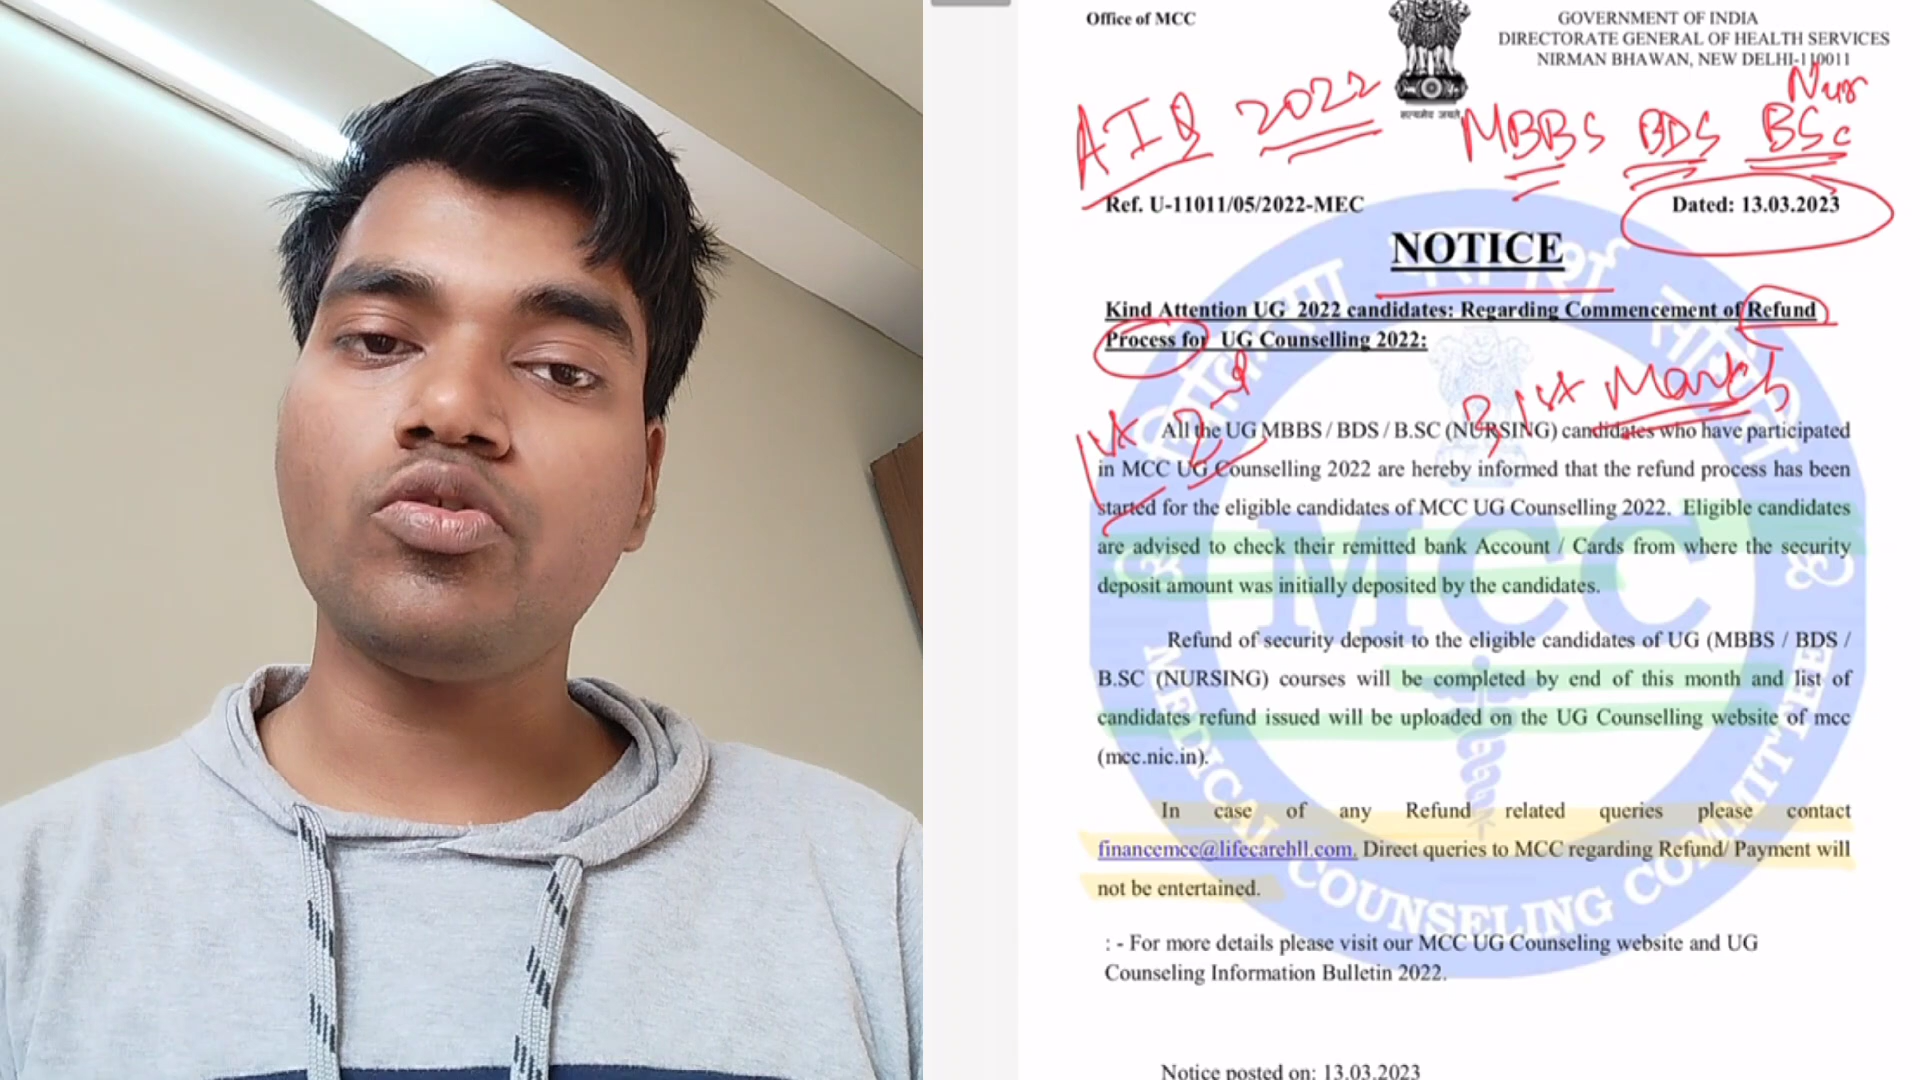 Office of MCC
GOVERNMENT OF INDIA
DIRECTORATE GENERAL OF HEALTH SERVICES
NIRMAN BHAWAN, NEW DELHI-110011
सत्यमेव जयते
Nur
AIQ 2022 MBBS BDS BSc
Ref. U-11011/05/2022-MEC Dated: 13.03.2023
NOTICE
Kind Attention UG 2022 candidates: Regarding Commencement of Refund
Process for UG Counselling 2022:
1st 2nd 31st March
All the UG MBBS / BDS / B.SC (NURSING) candidates who have participated
in MCC UG Counselling 2022 are hereby informed that the refund process has been
started for the eligible candidates of MCC UG Counselling 2022. Eligible candidates
are advised to check their remitted bank Account / Cards from where the security
deposit amount was initially deposited by the candidates.
Refund of security deposit to the eligible candidates of UG (MBBS / BDS /
B.SC (NURSING) courses will be completed by end of this month and list of
candidates refund issued will be uploaded on the UG Counselling website of mcc
(mcc.nic.in).
In case of any Refund related queries please contact
financemcc@lifecarehll.com. Direct queries to MCC regarding Refund/ Payment will
not be entertained.
: - For more details please visit our MCC UG Counseling website and UG
Counseling Information Bulletin 2022.
Notice posted on: 13.03.2023
MCC
MEDICAL COUNSELING COMMITTEE